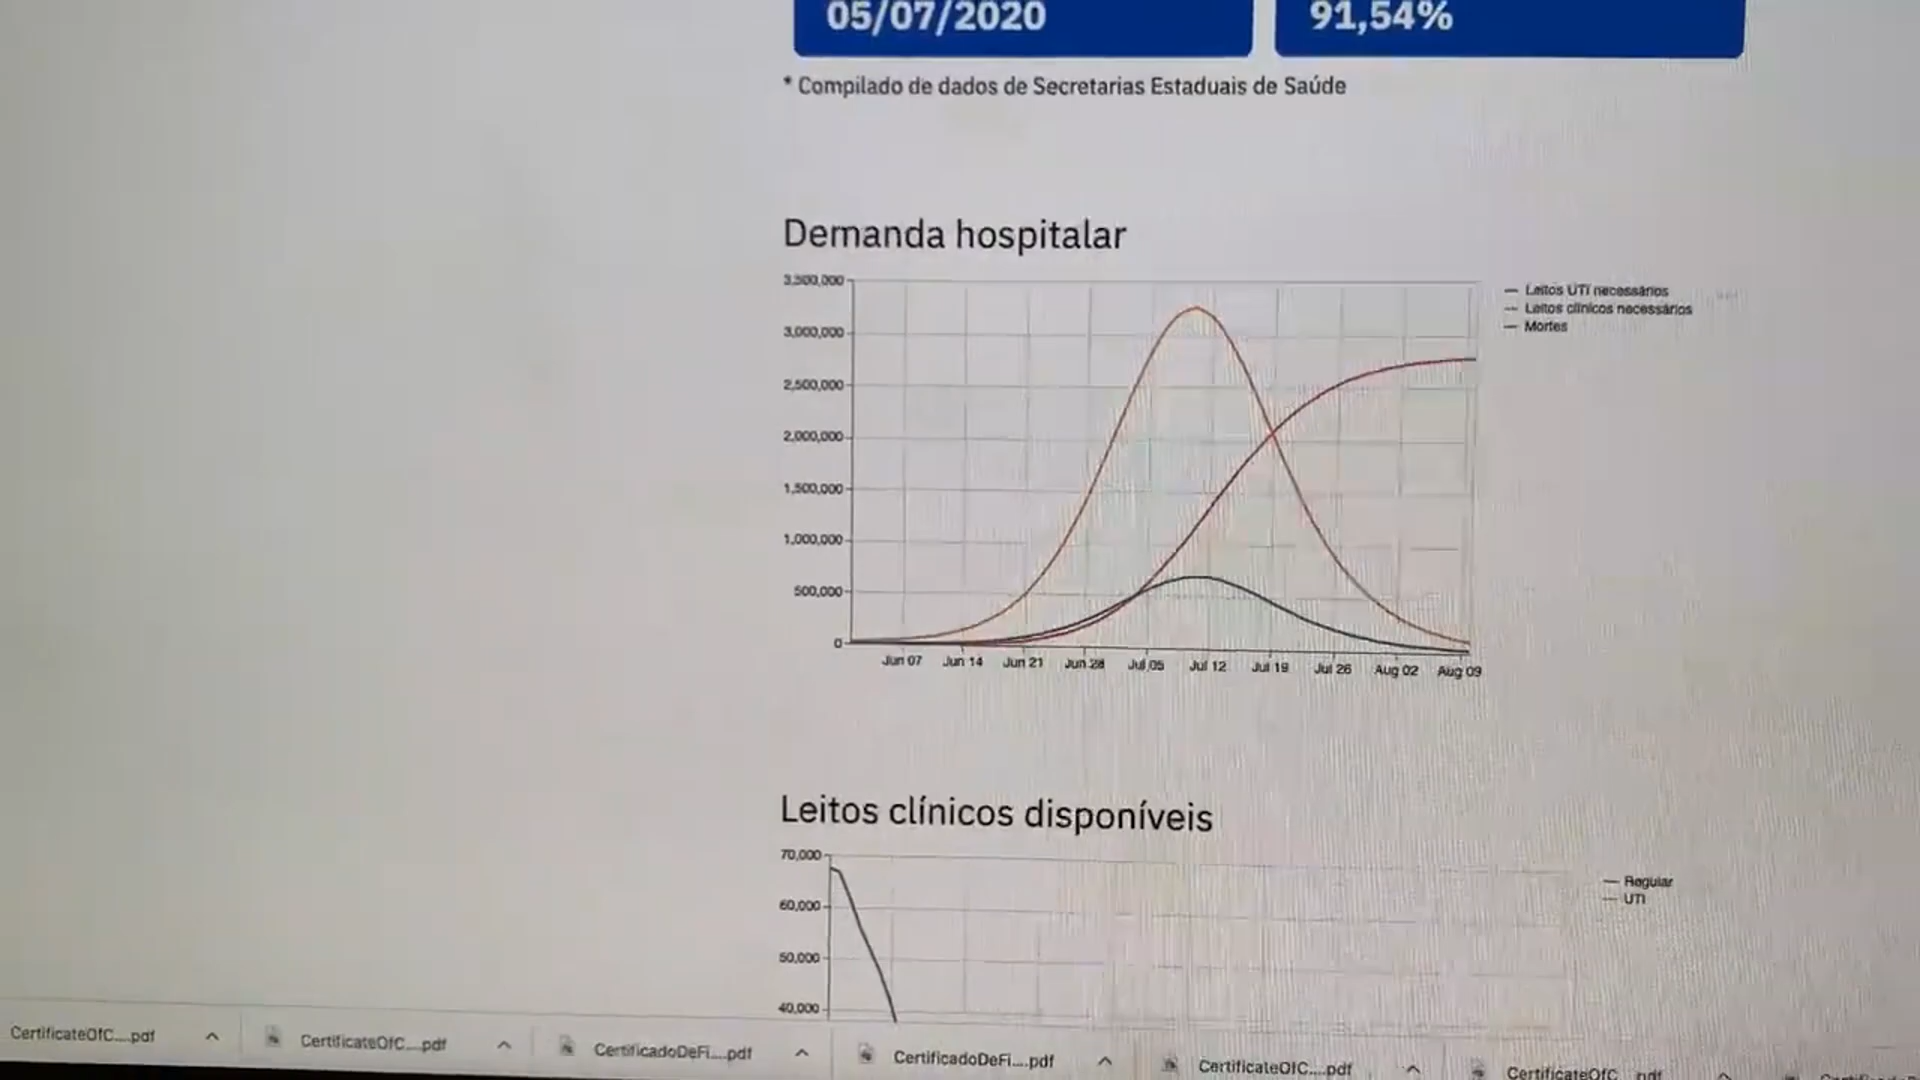 05/07/2020
91,54%
* Compilado de dados de Secretarias Estaduais de Saúde
Demanda hospitalar
3,500,000
3,000,000
2,500,000
2,000,000
1,500,000
1,000,000
500,000
0
Jun 07 Jun 14 Jun 21 Jun 28 Jul 05 Jul 12 Jul 19 Jul 26 Aug 02 Aug 09
Leitos UTI necessários
Leitos clínicos necessários
Mortes
Leitos clínicos disponíveis
70,000
60,000
50,000
40,000
Regular
UTI
CertificateOfC....pdf
CertificateOfC....pdf
CertificadoDeFi....pdf
CertificadoDeFi....pdf
CertificateOfC....pdf
CertificateOfC....pdf